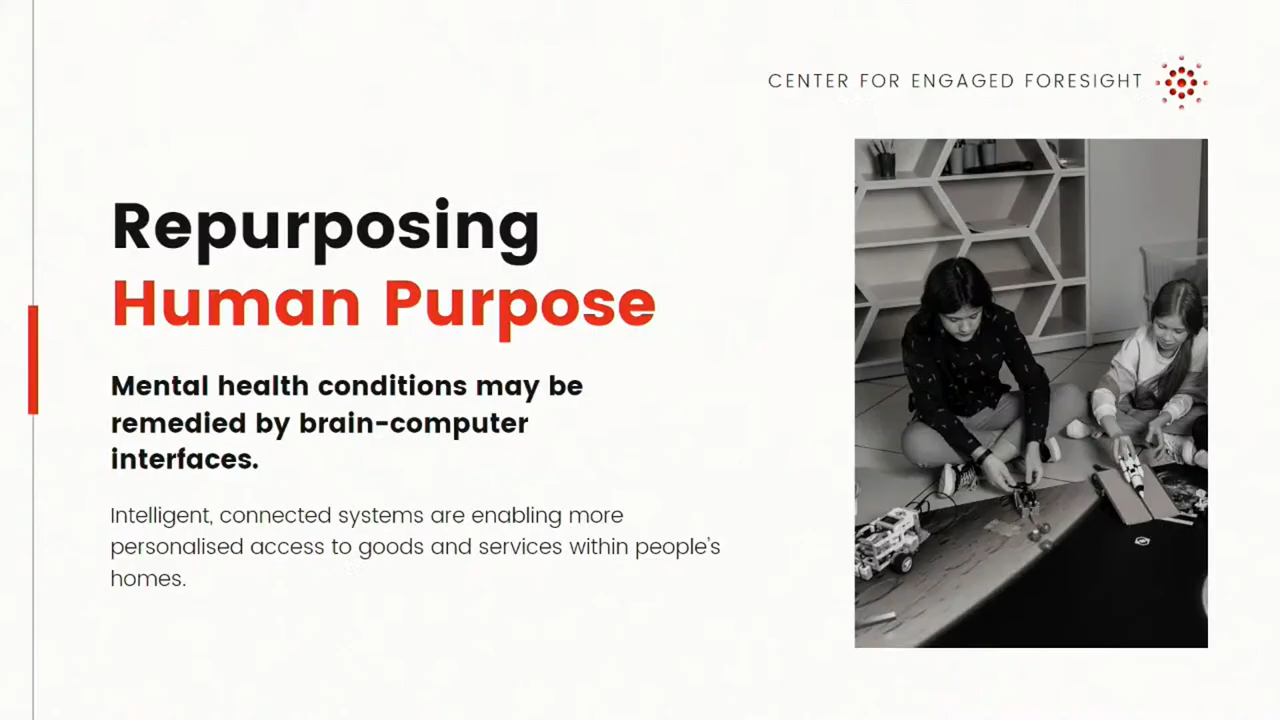 CENTER FOR ENGAGED FORESIGHT
Repurposing
Human Purpose
Mental health conditions may be
remedied by brain-computer
interfaces.
Intelligent, connected systems are enabling more
personalised access to goods and services within people's
homes.